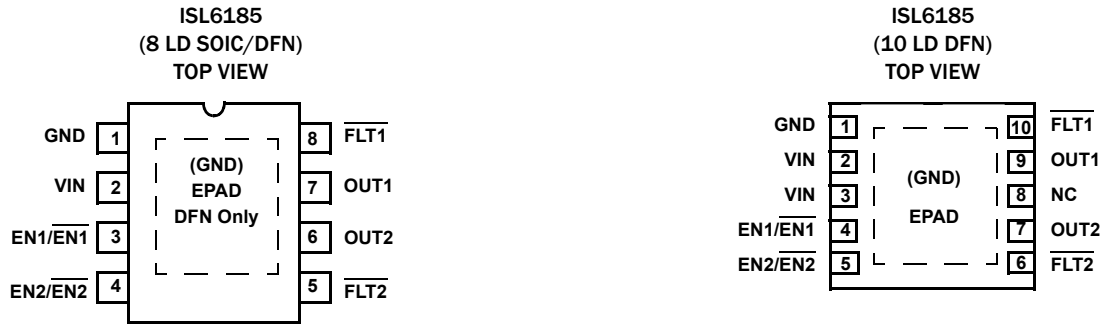 ISL6185
(8 LD SOIC/DFN)
TOP VIEW
GND 1
VIN 2
EN1/EN1 3
EN2/EN2 4
(GND)
EPAD
DFN Only
8 FLT1
7 OUT1
6 OUT2
5 FLT2
ISL6185
(10 LD DFN)
TOP VIEW
GND 1
VIN 2
VIN 3
EN1/EN1 4
EN2/EN2 5
(GND)
EPAD
10 FLT1
9 OUT1
8 NC
7 OUT2
6 FLT2